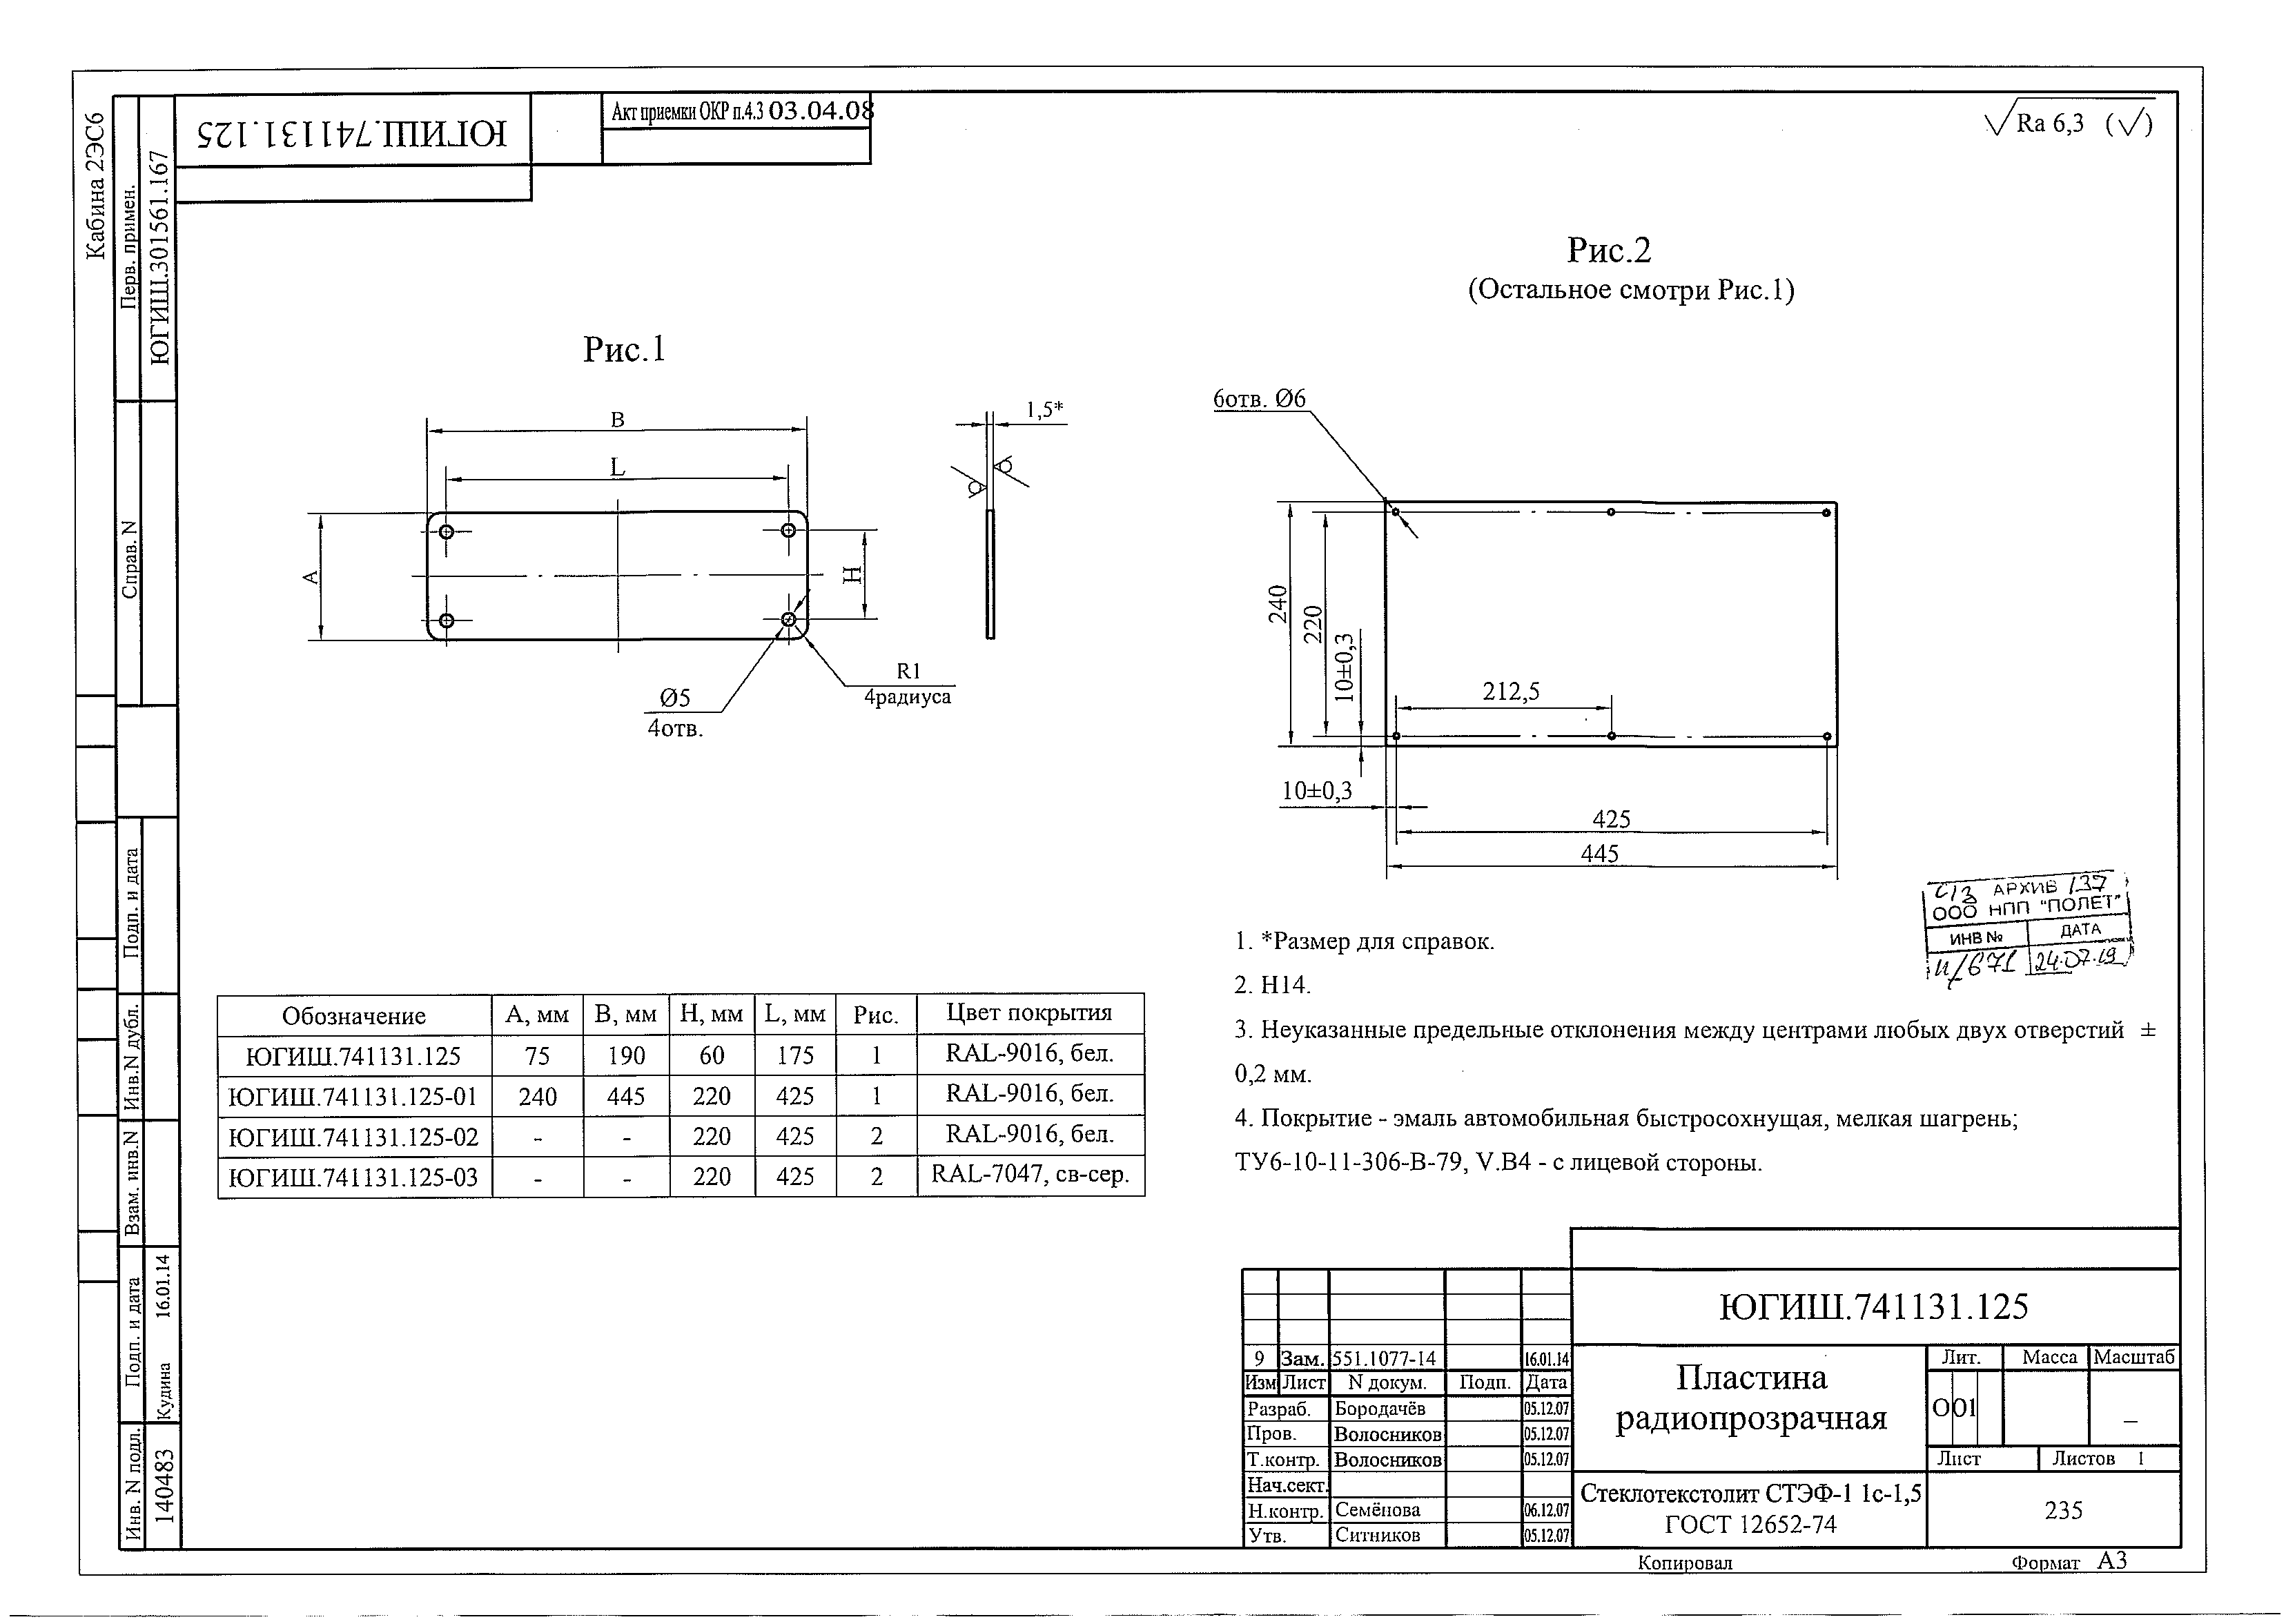 Кабина 2ЭС6
Перв. примен.
ЮГИШ.301561.167
Справ. N
Подп. и дата
Инв.N дубл.
Взам. инв.N
Подп. и дата
Кудина 16.01.14
Инв. N подл.
140483
ЮГИШ.741131.125
Акт приемки ОКР п.4.3 03.04.08
Ra 6,3 (√)
Рис.1
B
L
A
H
Ø5
4отв.
R1
4радиуса
1,5*
Рис.2
(Остальное смотри Рис.1)
6отв. Ø6
240
220
10±0,3
212,5
10±0,3
425
445
АРХИВ 137
ООО НПП "ПОЛЕТ"
ИНВ № ДАТА
И/671 24.07.19
1. *Размер для справок.
2. H14.
3. Неуказанные предельные отклонения между центрами любых двух отверстий ±
0,2 мм.
4. Покрытие - эмаль автомобильная быстросохнущая, мелкая шагрень;
ТУ6-10-11-306-В-79, V.В4 - с лицевой стороны.
Обозначение A, мм B, мм H, мм L, мм Рис. Цвет покрытия
ЮГИШ.741131.125 75 190 60 175 1 RAL-9016, бел.
ЮГИШ.741131.125-01 240 445 220 425 1 RAL-9016, бел.
ЮГИШ.741131.125-02 - - 220 425 2 RAL-9016, бел.
ЮГИШ.741131.125-03 - - 220 425 2 RAL-7047, св-сер.
ЮГИШ.741131.125
9 Зам. 551.1077-14 16.01.14
Изм Лист N докум. Подп. Дата
Разраб. Бородачёв 05.12.07
Пров. Волосников 05.12.07
Т.контр. Волосников 05.12.07
Нач.сект.
Н.контр. Семёнова 06.12.07
Утв. Ситников 05.12.07
Пластина
радиопрозрачная
Лит. Масса Масштаб
О О1 –
Лист Листов 1
Стеклотекстолит СТЭФ-1 1с-1,5
ГОСТ 12652-74
235
Копировал Формат А3